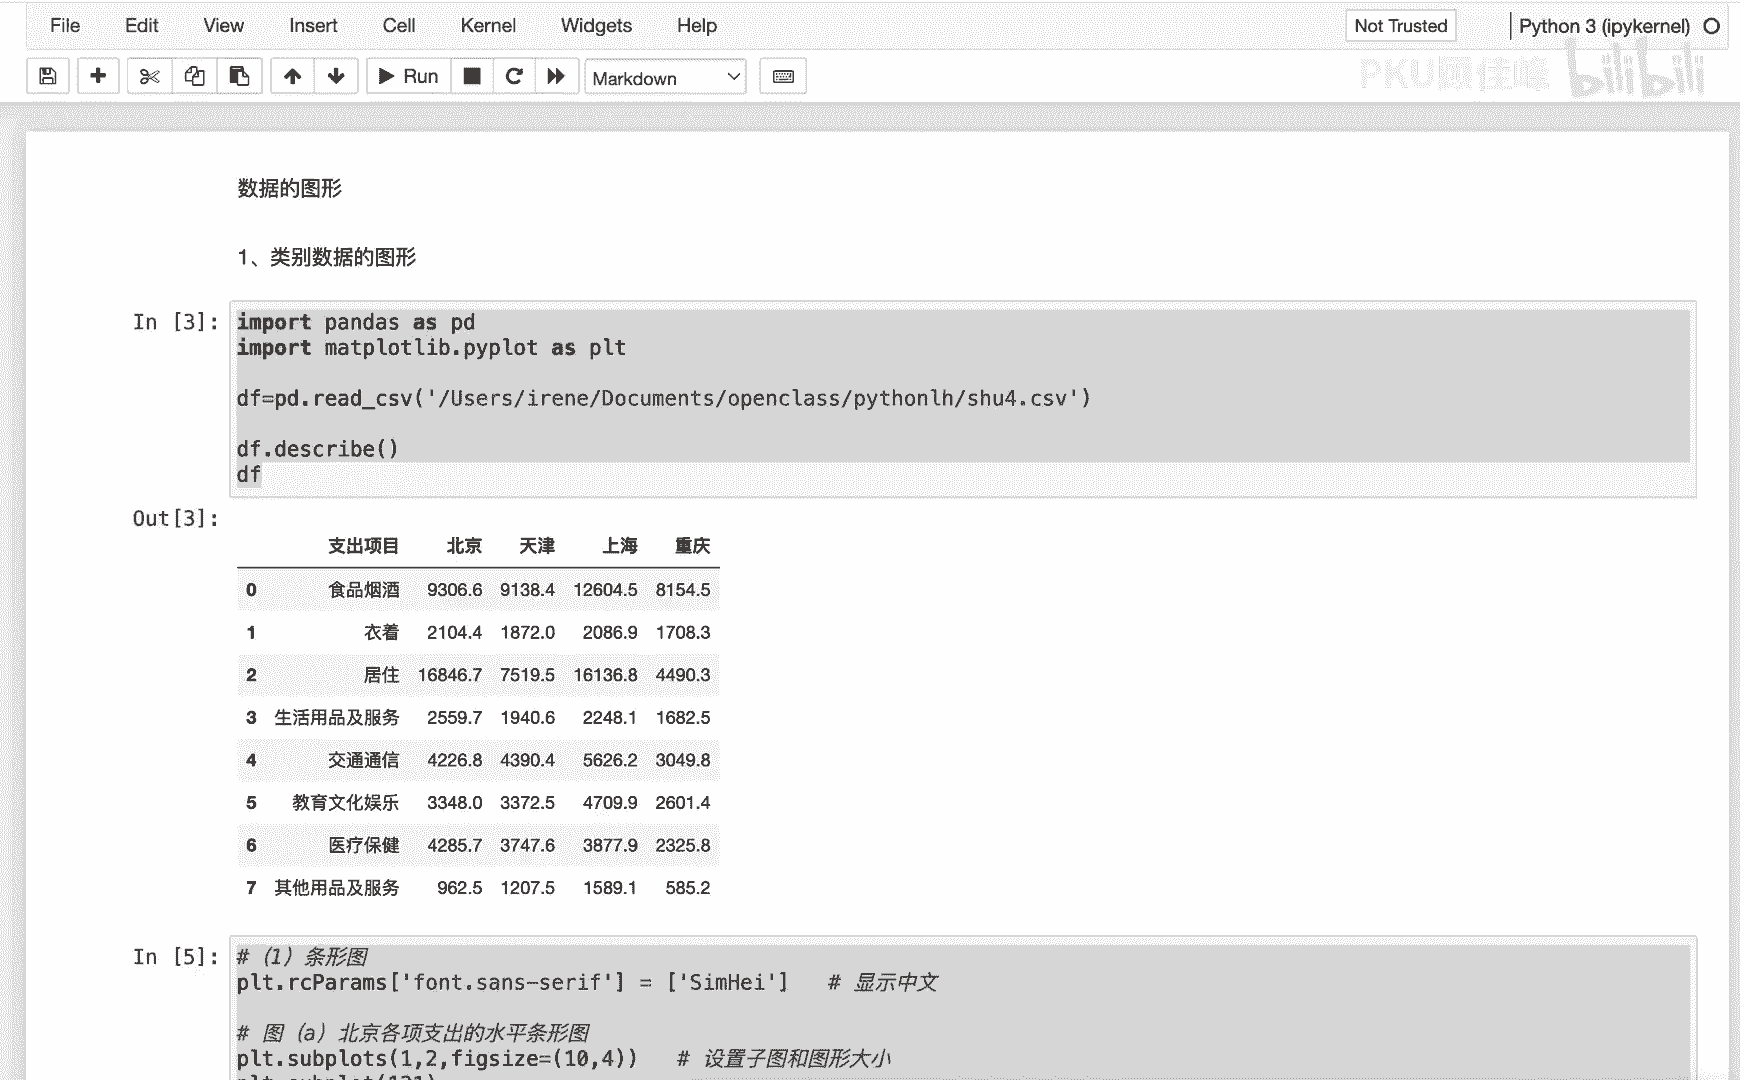 File Edit View Insert Cell Kernel Widgets Help Not Trusted Python 3 (ipykernel)
Run Markdown PKU顾佳峰 bilibili
数据的图形
1、类别数据的图形
In [3]: import pandas as pd
import matplotlib.pyplot as plt
df=pd.read_csv('/Users/irene/Documents/openclass/pythonlh/shu4.csv')
df.describe()
df
Out[3]:
支出项目 北京 天津 上海 重庆
0 食品烟酒 9306.6 9138.4 12604.5 8154.5
1 衣着 2104.4 1872.0 2086.9 1708.3
2 居住 16846.7 7519.5 16136.8 4490.3
3 生活用品及服务 2559.7 1940.6 2248.1 1682.5
4 交通通信 4226.8 4390.4 5626.2 3049.8
5 教育文化娱乐 3348.0 3372.5 4709.9 2601.4
6 医疗保健 4285.7 3747.6 3877.9 2325.8
7 其他用品及服务 962.5 1207.5 1589.1 585.2
In [5]: # （1）条形图
plt.rcParams['font.sans-serif'] = ['SimHei'] # 显示中文
# 图（a）北京各项支出的水平条形图
plt.subplots(1,2,figsize=(10,4)) # 设置子图和图形大小